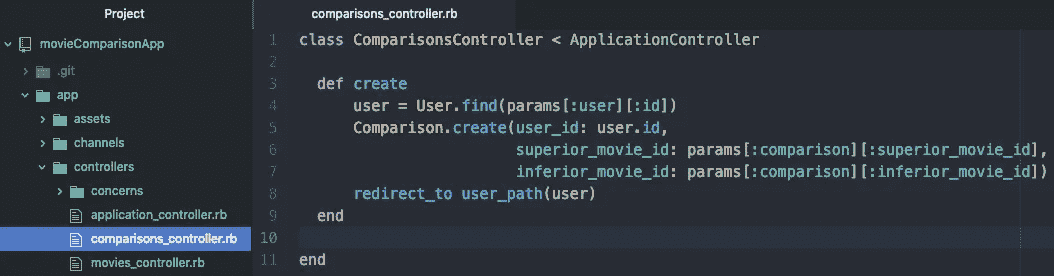 Project
movieComparisonApp
.git
app
assets
channels
controllers
concerns
application_controller.rb
comparisons_controller.rb
movies_controller.rb
comparisons_controller.rb
1 class ComparisonsController < ApplicationController
2
3   def create
4       user = User.find(params[:user][:id])
5       Comparison.create(user_id: user.id,
6                         superior_movie_id: params[:comparison][:superior_movie_id],
7                         inferior_movie_id: params[:comparison][:inferior_movie_id])
8       redirect_to user_path(user)
9   end
10
11 end